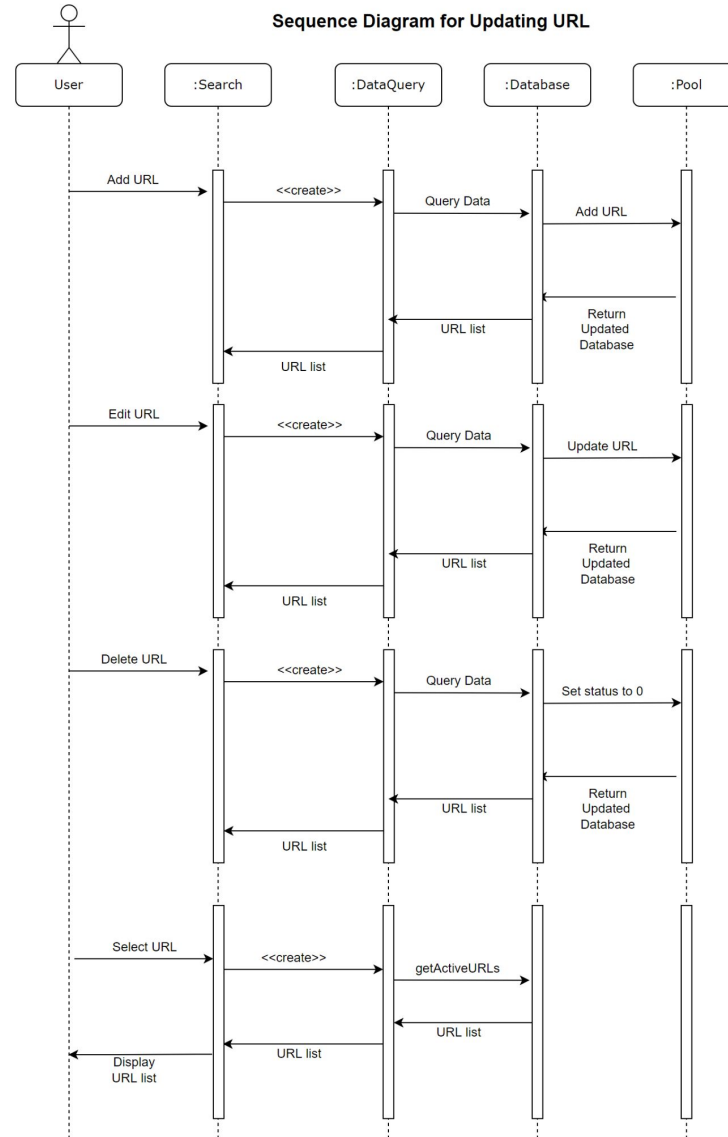 Sequence Diagram for Updating URL
User
:Search
:DataQuery
:Database
:Pool
Add URL
<<create>>
Query Data
Add URL
Return
Updated
Database
URL list
URL list
Edit URL
<<create>>
Query Data
Update URL
Return
Updated
Database
URL list
URL list
Delete URL
<<create>>
Query Data
Set status to 0
Return
Updated
Database
URL list
URL list
Select URL
<<create>>
getActiveURLs
URL list
URL list
Display
URL list